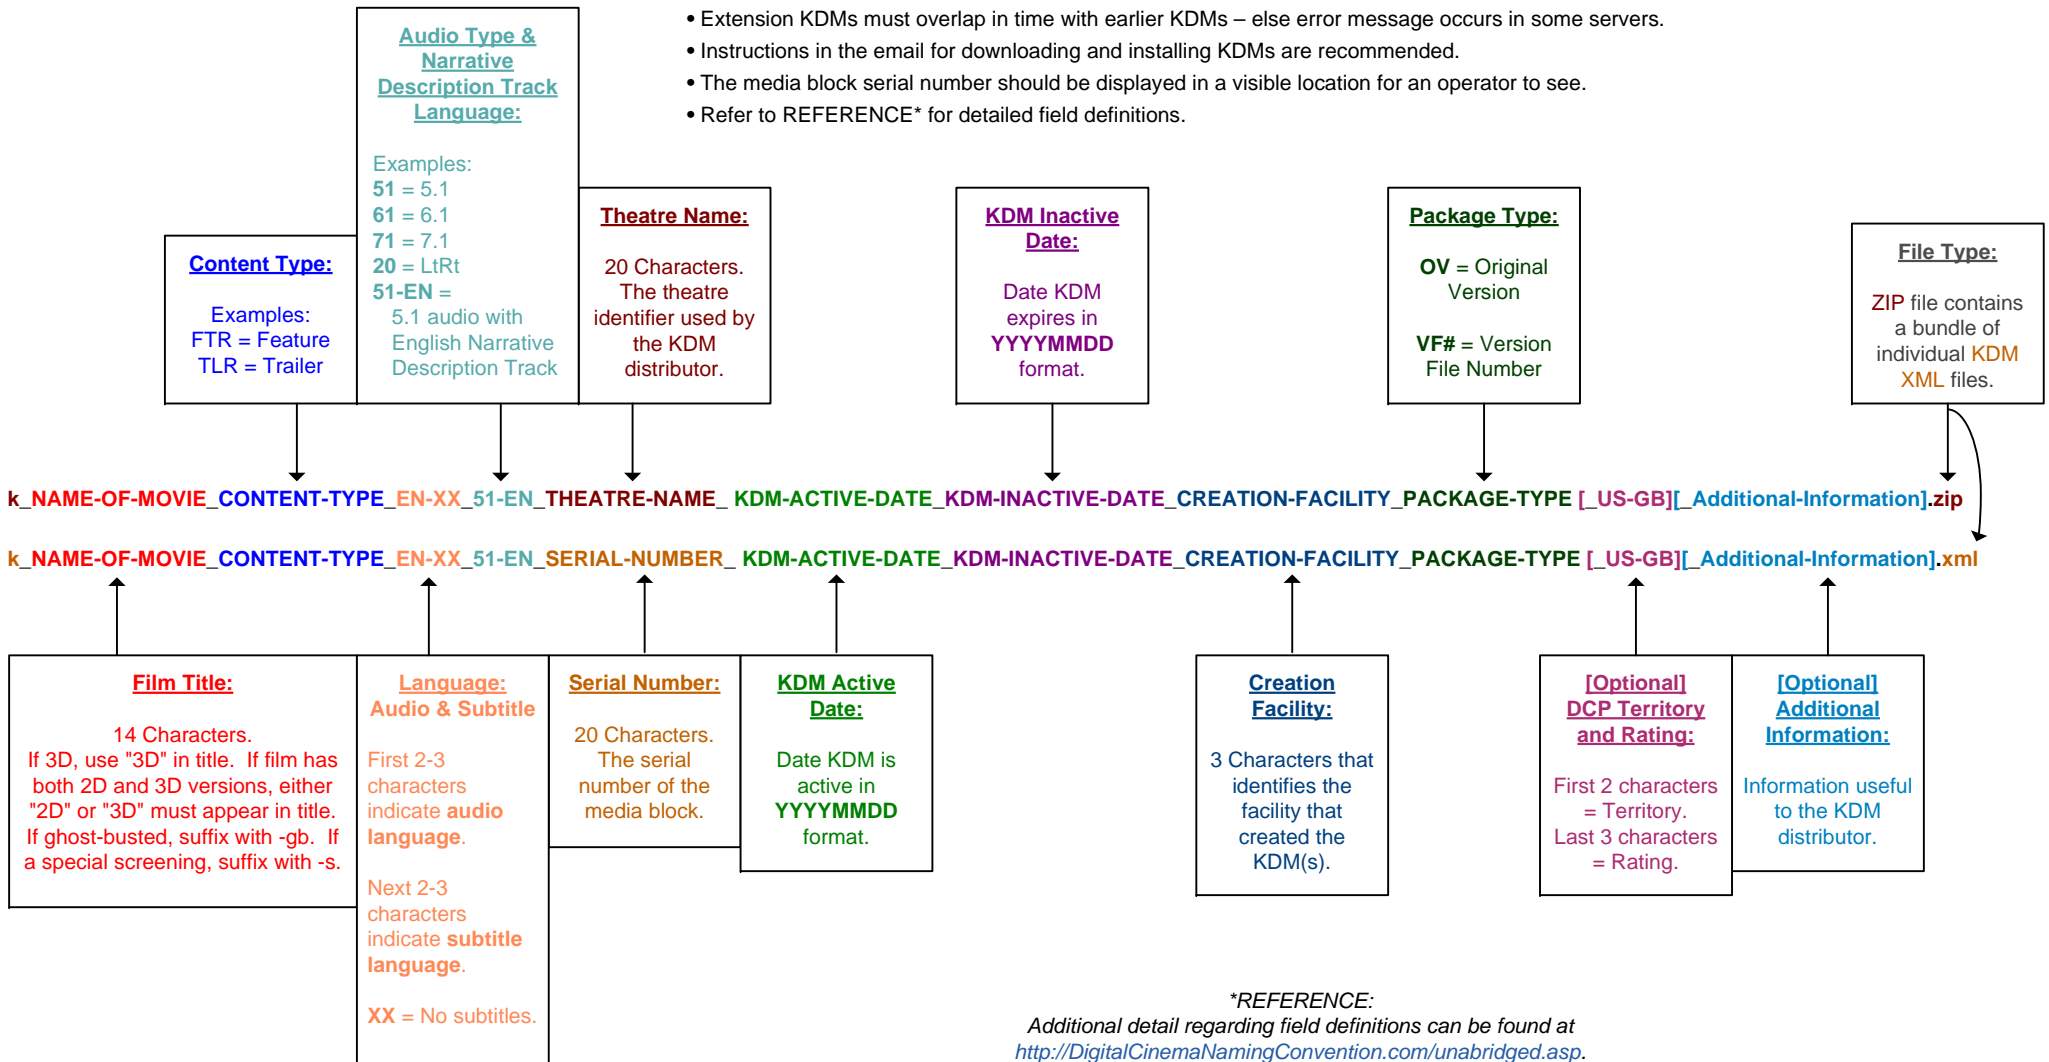 • Extension KDMs must overlap in time with earlier KDMs – else error message occurs in some servers.
• Instructions in the email for downloading and installing KDMs are recommended.
• The media block serial number should be displayed in a visible location for an operator to see.
• Refer to REFERENCE* for detailed field definitions.
Content Type:
Examples:
FTR = Feature
TLR = Trailer
Audio Type &
Narrative
Description Track
Language:
Examples:
51 = 5.1
61 = 6.1
71 = 7.1
20 = LtRt
51-EN =
5.1 audio with
English Narrative
Description Track
Theatre Name:
20 Characters.
The theatre
identifier used by
the KDM
distributor.
KDM Inactive
Date:
Date KDM
expires in
YYYYMMDD
format.
Package Type:
OV = Original
Version
VF# = Version
File Number
File Type:
ZIP file contains
a bundle of
individual KDM
XML files.
k_NAME-OF-MOVIE_CONTENT-TYPE_EN-XX_51-EN_THEATRE-NAME_ KDM-ACTIVE-DATE_KDM-INACTIVE-DATE_CREATION-FACILITY_PACKAGE-TYPE [_US-GB][_Additional-Information].zip
k_NAME-OF-MOVIE_CONTENT-TYPE_EN-XX_51-EN_SERIAL-NUMBER_ KDM-ACTIVE-DATE_KDM-INACTIVE-DATE_CREATION-FACILITY_PACKAGE-TYPE [_US-GB][_Additional-Information].xml
Film Title:
14 Characters.
If 3D, use "3D" in title. If film has
both 2D and 3D versions, either
"2D" or "3D" must appear in title.
If ghost-busted, suffix with -gb. If
a special screening, suffix with -s.
Language:
Audio & Subtitle
First 2-3
characters
indicate audio
language.
Next 2-3
characters
indicate subtitle
language.
XX = No subtitles.
Serial Number:
20 Characters.
The serial
number of the
media block.
KDM Active
Date:
Date KDM is
active in
YYYYMMDD
format.
Creation
Facility:
3 Characters that
identifies the
facility that
created the
KDM(s).
[Optional]
DCP Territory
and Rating:
First 2 characters
= Territory.
Last 3 characters
= Rating.
[Optional]
Additional
Information:
Information useful
to the KDM
distributor.
*REFERENCE:
Additional detail regarding field definitions can be found at
http://DigitalCinemaNamingConvention.com/unabridged.asp.